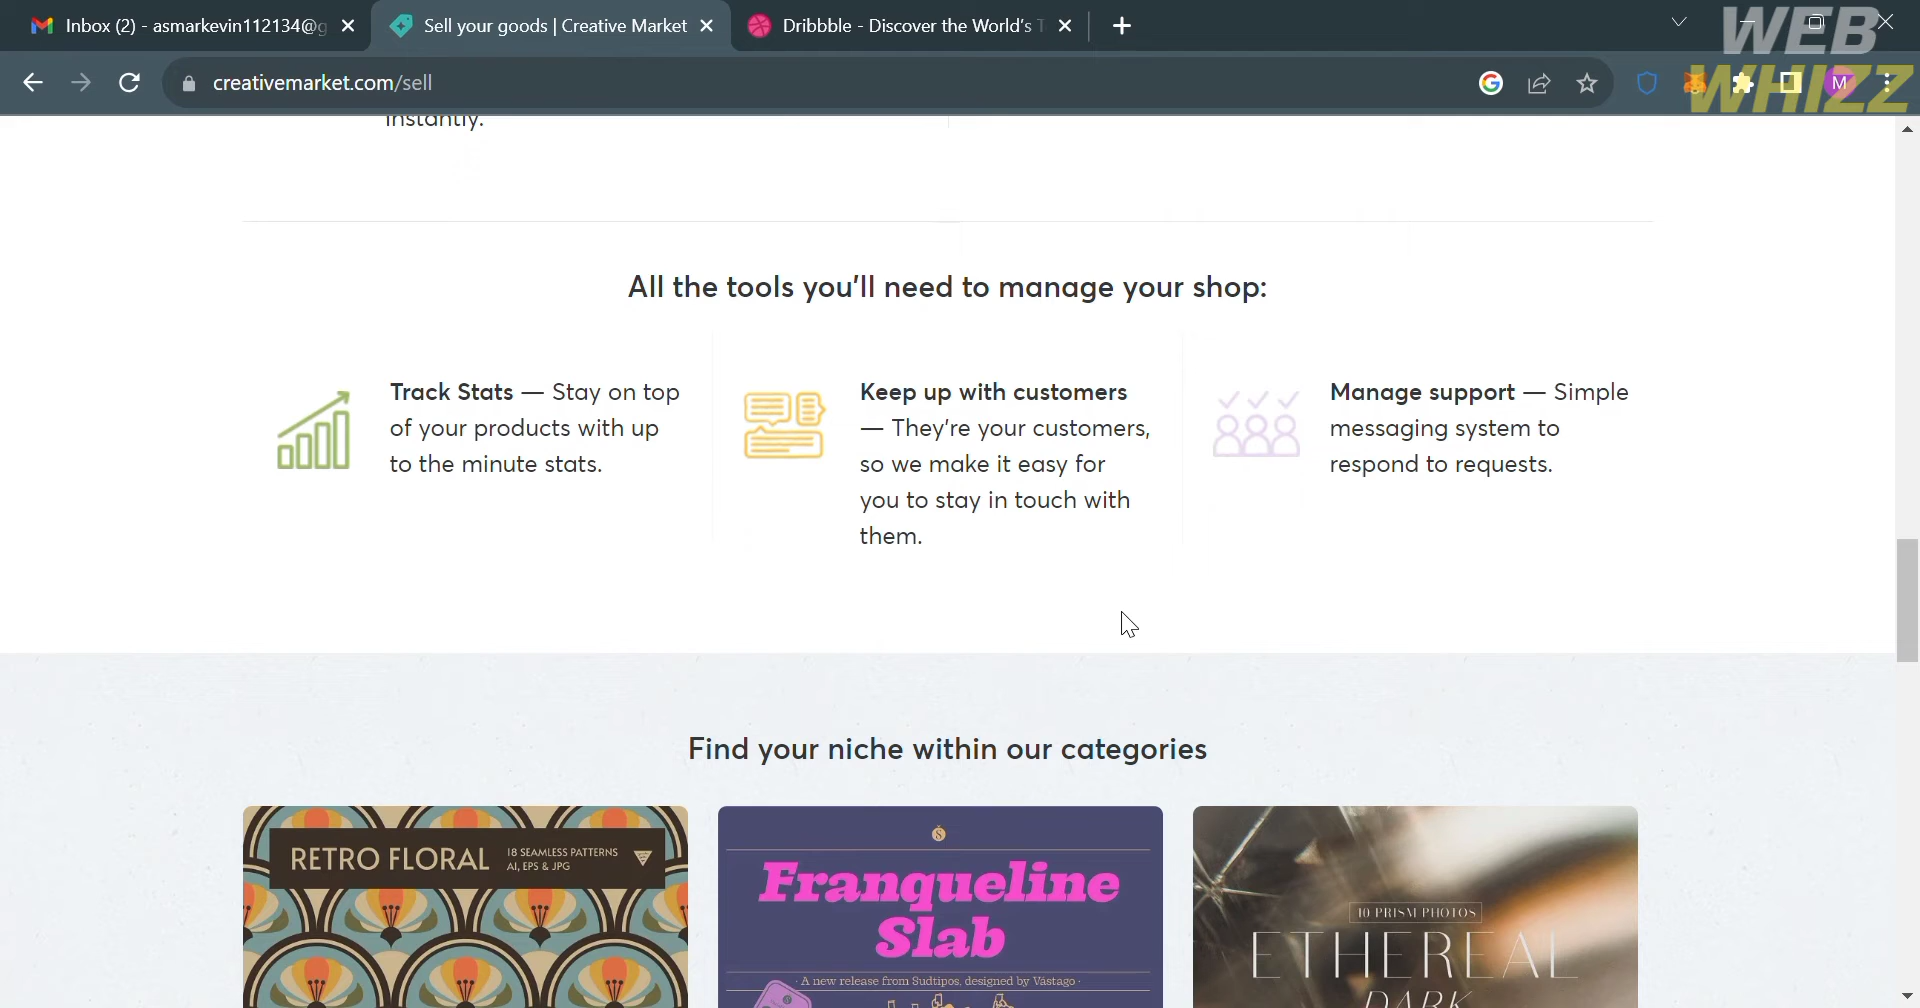 Inbox (2) - asmarkevin112134@g
Sell your goods | Creative Market
Dribbble - Discover the World's T
WEB
WHIZZ
creativemarket.com/sell
M
instantly.
All the tools you'll need to manage your shop:
Track Stats — Stay on top
of your products with up
to the minute stats.
Keep up with customers
— They're your customers,
so we make it easy for
you to stay in touch with
them.
Manage support — Simple
messaging system to
respond to requests.
Find your niche within our categories
RETRO FLORAL
18 SEAMLESS PATTERNS
AI, EPS & JPG
Franqueline
Slab
· A new release from Sudtipos, designed by Vástago ·
10 PRISM PHOTOS
ETHEREAL
DARK